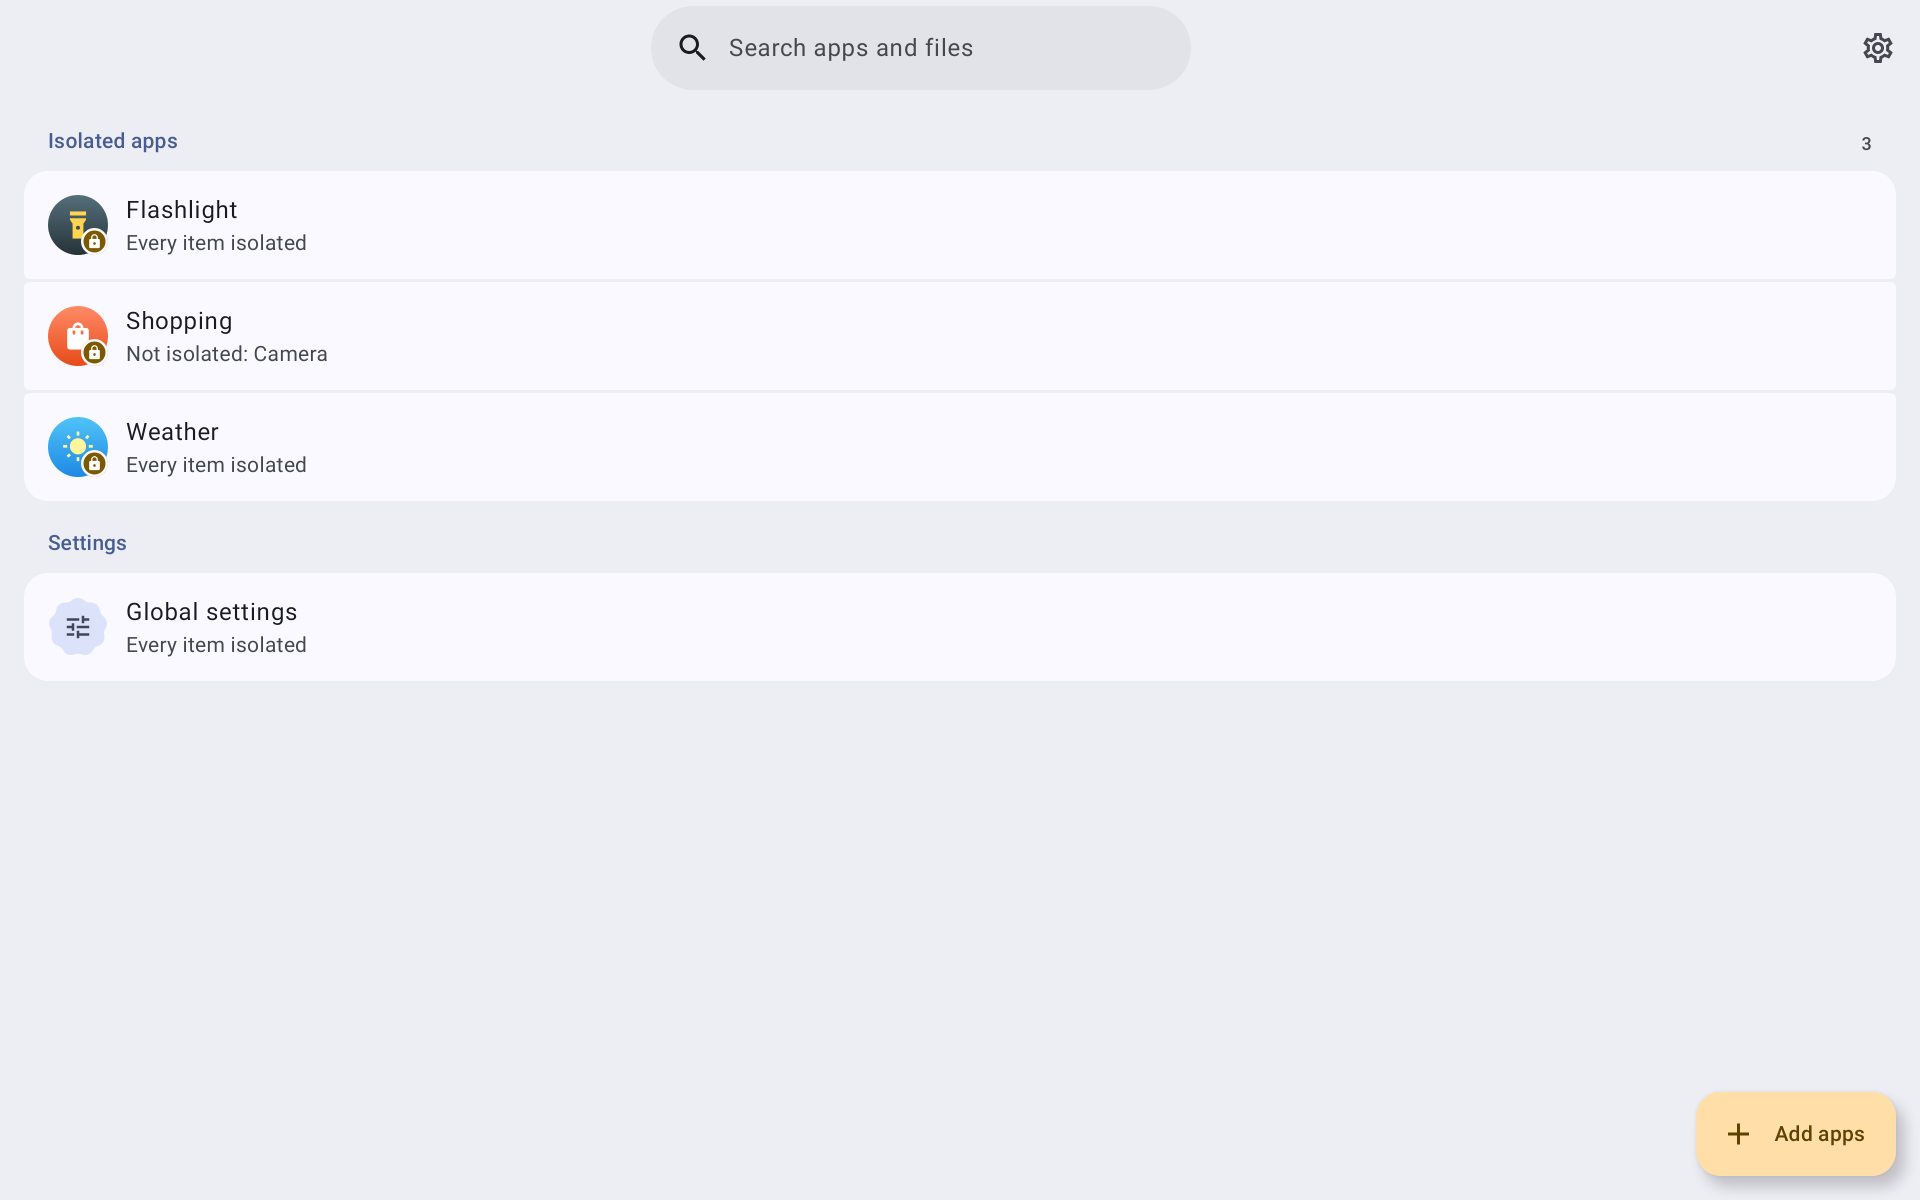 Search apps and files
Isolated apps
3
Flashlight
Every item isolated
Shopping
Not isolated: Camera
Weather
Every item isolated
Settings
Global settings
Every item isolated
Add apps